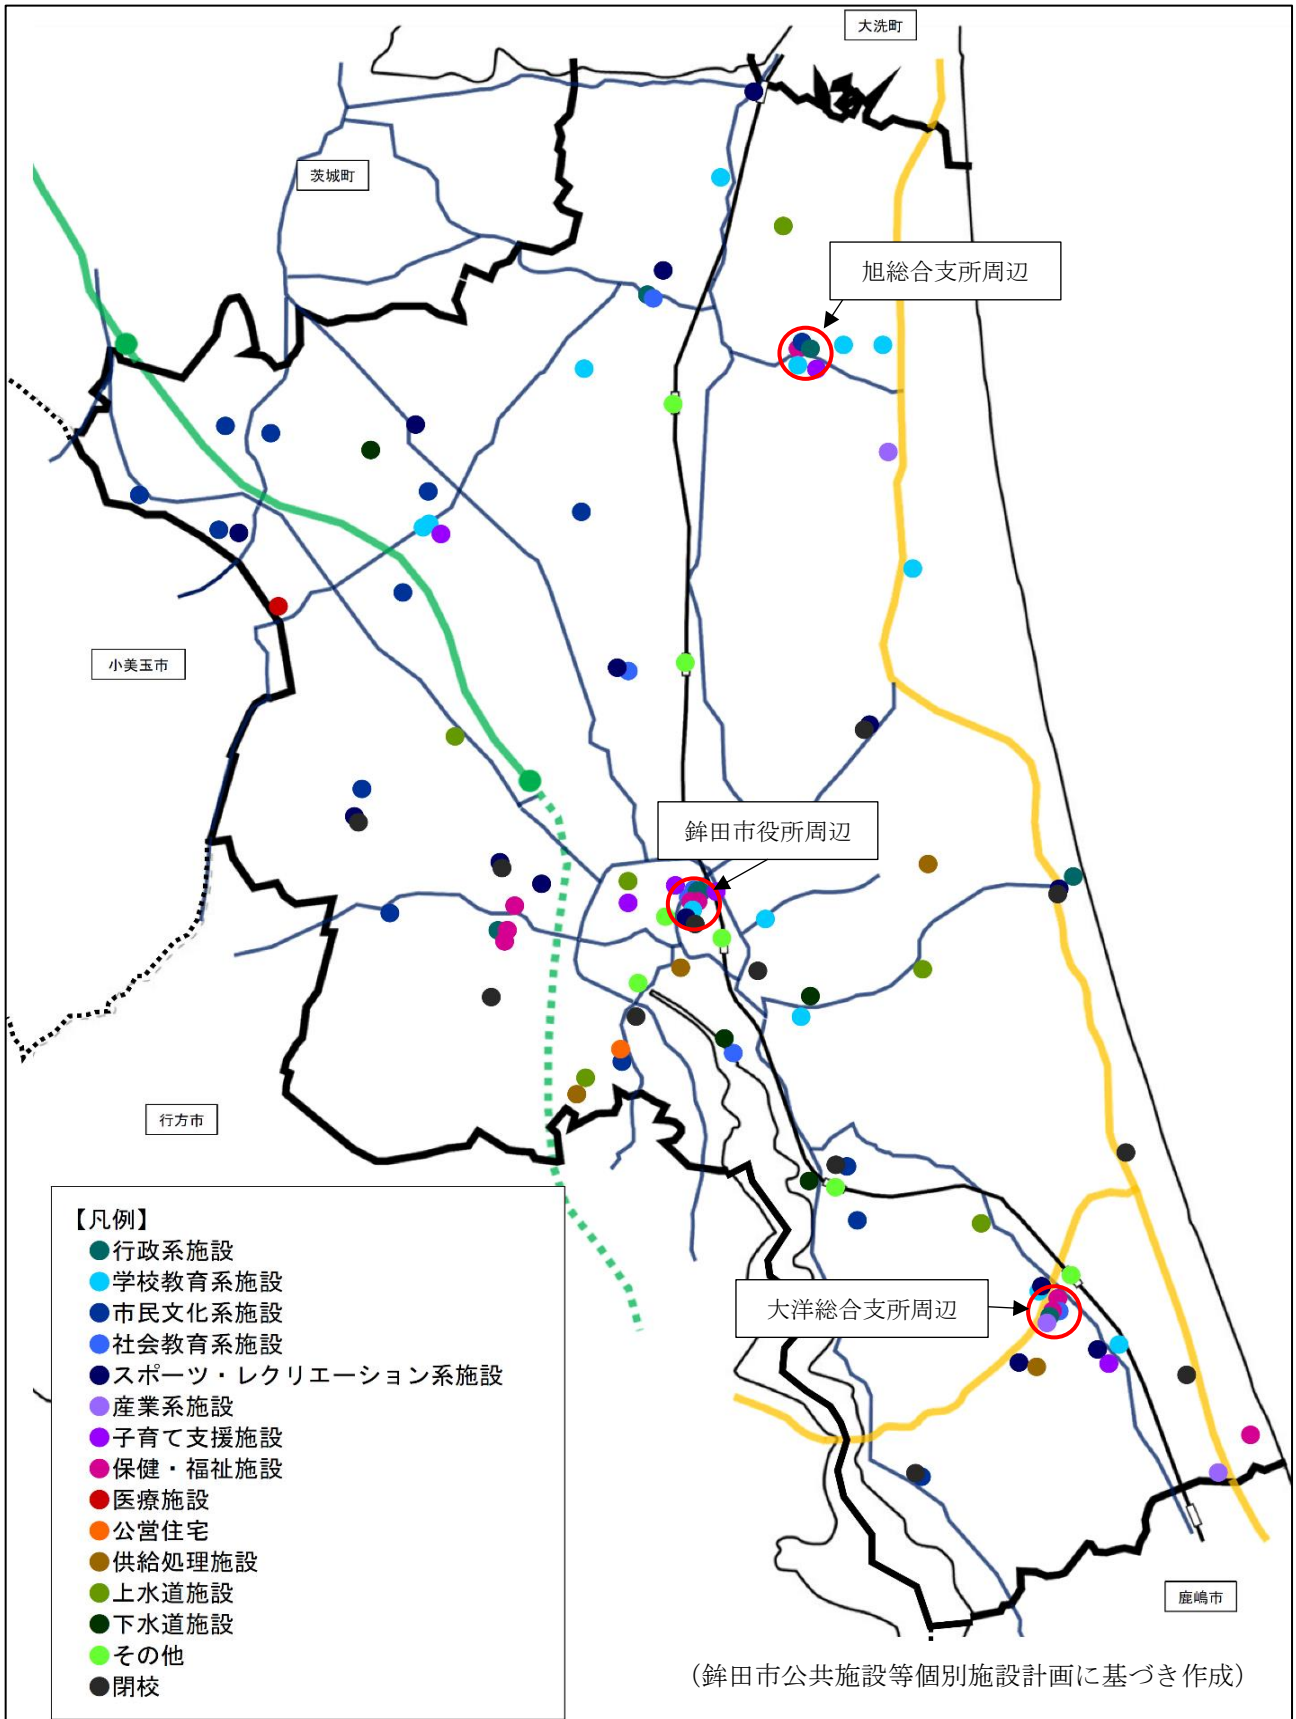 大洗町
茨城町
旭総合支所周辺
小美玉市
鉾田市役所周辺
行方市
大洋総合支所周辺
【凡例】
行政系施設
学校教育系施設
市民文化系施設
社会教育系施設
スポーツ・レクリエーション系施設
産業系施設
子育て支援施設
保健・福祉施設
医療施設
公営住宅
供給処理施設
上水道施設
下水道施設
その他
閉校
鹿嶋市
（鉾田市公共施設等個別施設計画に基づき作成）